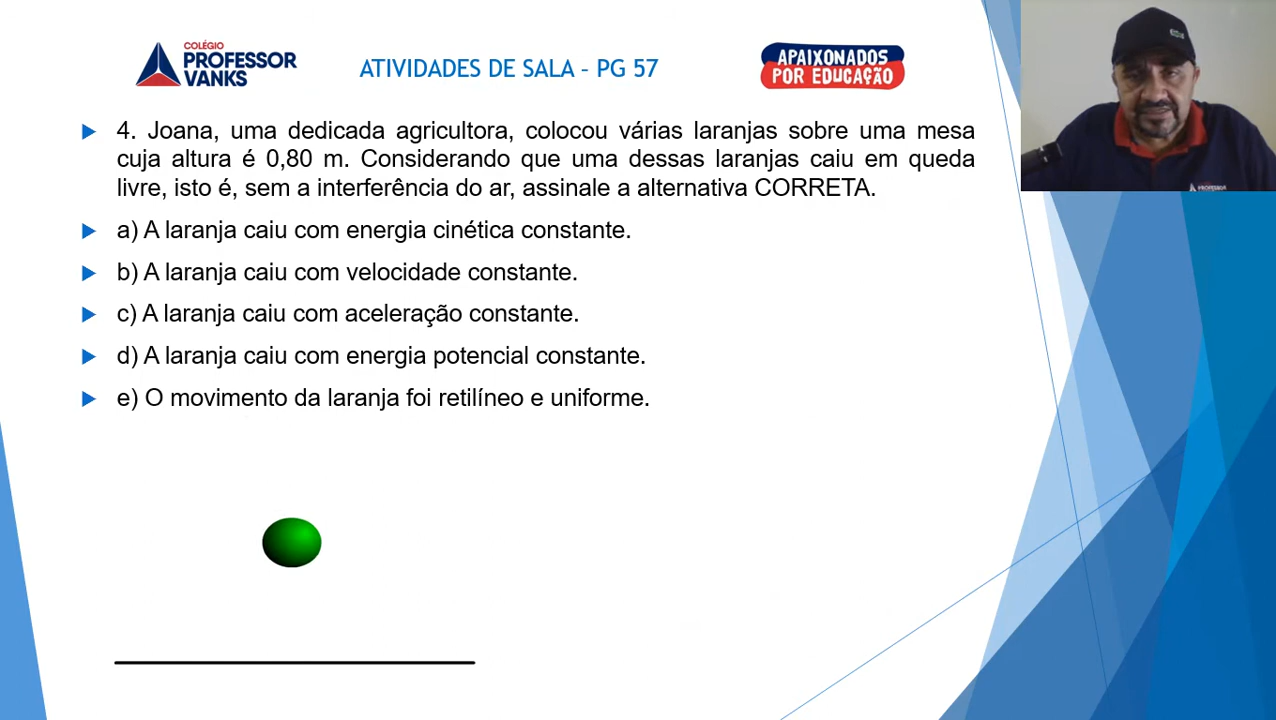 COLÉGIO
PROFESSOR
VANKS
ATIVIDADES DE SALA - PG 57
APAIXONADOS
POR EDUCAÇÃO
4. Joana, uma dedicada agricultora, colocou várias laranjas sobre uma mesa
cuja altura é 0,80 m. Considerando que uma dessas laranjas caiu em queda
livre, isto é, sem a interferência do ar, assinale a alternativa CORRETA.
a) A laranja caiu com energia cinética constante.
b) A laranja caiu com velocidade constante.
c) A laranja caiu com aceleração constante.
d) A laranja caiu com energia potencial constante.
e) O movimento da laranja foi retilíneo e uniforme.